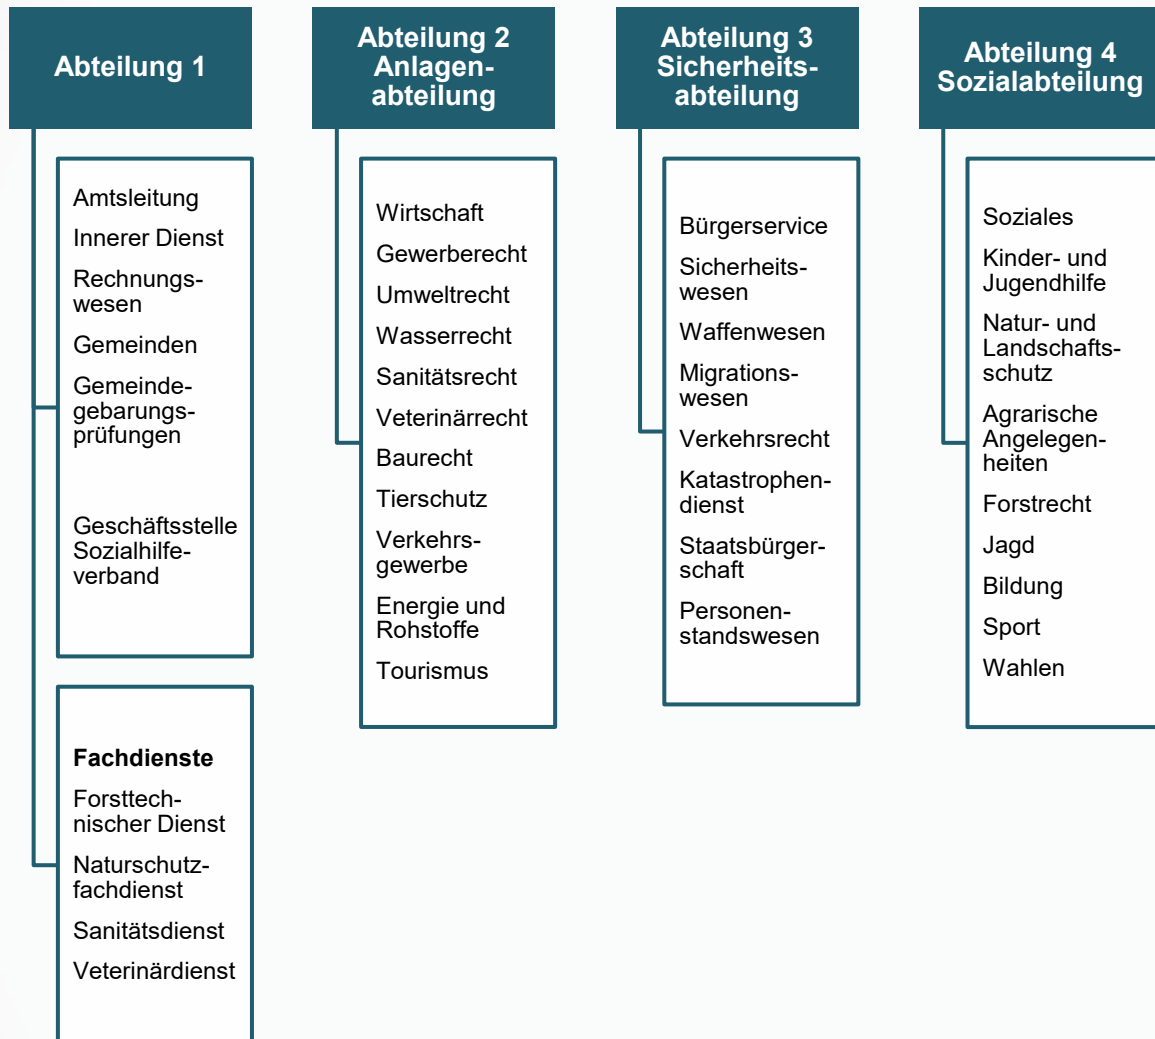 Abteilung 1
Amtsleitung
Innerer Dienst
Rechnungs-
wesen
Gemeinden
Gemeinde-
gebarungs-
prüfungen
Geschäftsstelle
Sozialhilfe-
verband
Fachdienste
Forsttech-
nischer Dienst
Naturschutz-
fachdienst
Sanitätsdienst
Veterinärdienst
Abteilung 2
Anlagen-
abteilung
Wirtschaft
Gewerberecht
Umweltrecht
Wasserrecht
Sanitätsrecht
Veterinärrecht
Baurecht
Tierschutz
Verkehrs-
gewerbe
Energie und
Rohstoffe
Tourismus
Abteilung 3
Sicherheits-
abteilung
Bürgerservice
Sicherheits-
wesen
Waffenwesen
Migrations-
wesen
Verkehrsrecht
Katastrophen-
dienst
Staatsbürger-
schaft
Personen-
standswesen
Abteilung 4
Sozialabteilung
Soziales
Kinder- und
Jugendhilfe
Natur- und
Landschafts-
schutz
Agrarische
Angelegen-
heiten
Forstrecht
Jagd
Bildung
Sport
Wahlen